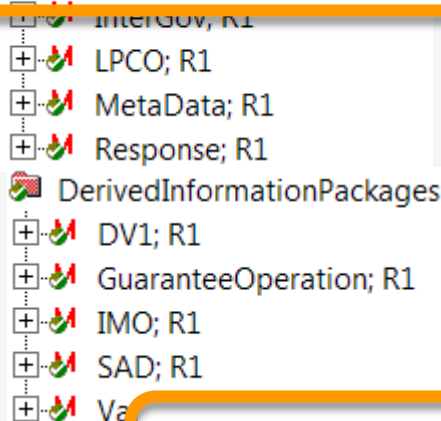 InterGov; R1
LPCO; R1
MetaData; R1
Response; R1
DerivedInformationPackages
DV1; R1
GuaranteeOperation; R1
IMO; R1
SAD; R1